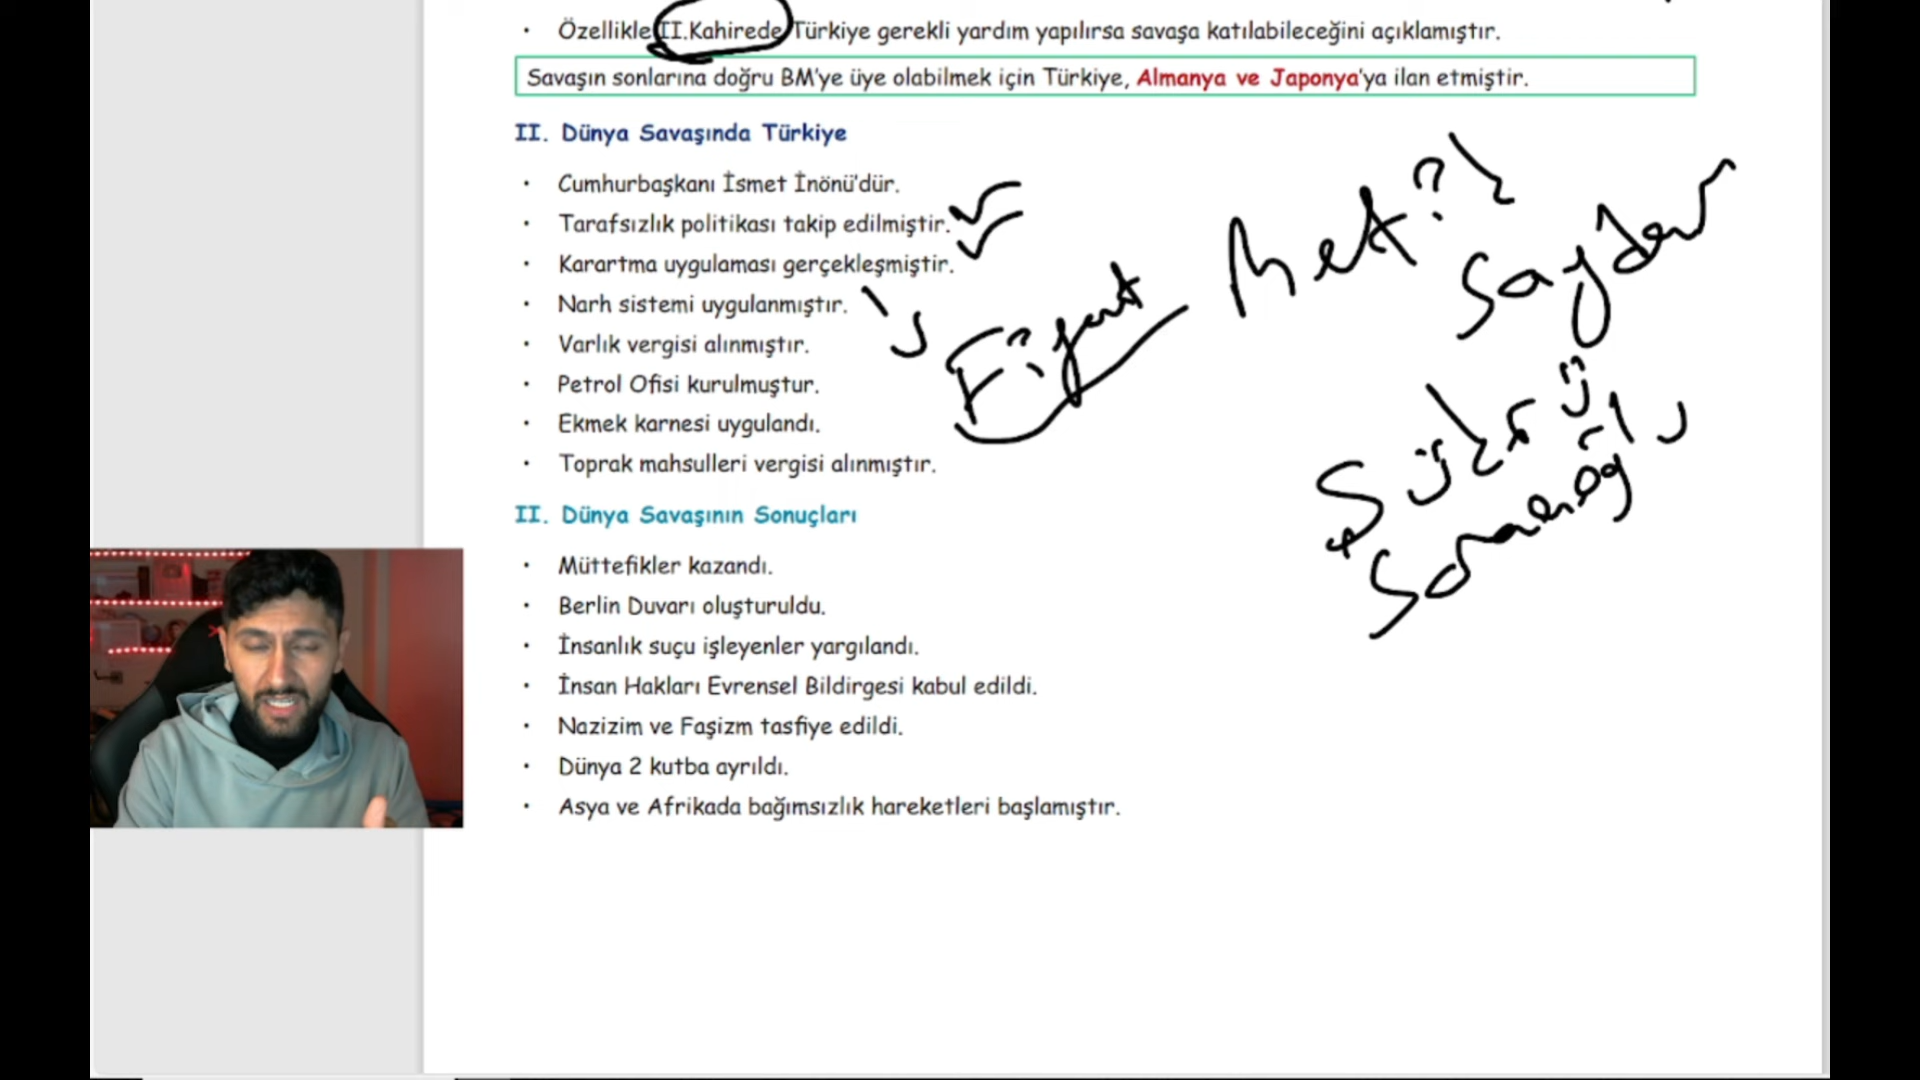 • Özellikle II.Kahirede Türkiye gerekli yardım yapılırsa savaşa katılabileceğini açıklamıştır.
Savaşın sonlarına doğru BM'ye üye olabilmek için Türkiye, Almanya ve Japonya'ya ilan etmiştir.
II. Dünya Savaşında Türkiye
• Cumhurbaşkanı İsmet İnönü'dür.
• Tarafsızlık politikası takip edilmiştir.
• Karartma uygulaması gerçekleşmiştir.
• Narh sistemi uygulanmıştır.
• Varlık vergisi alınmıştır.
• Petrol Ofisi kurulmuştur.
• Ekmek karnesi uygulandı.
• Toprak mahsulleri vergisi alınmıştır.
Refik
Saydam
Şükrü
Saraçoğlu
II. Dünya Savaşının Sonuçları
• Müttefikler kazandı.
• Berlin Duvarı oluşturuldu.
• İnsanlık suçu işleyenler yargılandı.
• İnsan Hakları Evrensel Bildirgesi kabul edildi.
• Nazizim ve Faşizm tasfiye edildi.
• Dünya 2 kutba ayrıldı.
• Asya ve Afrikada bağımsızlık hareketleri başlamıştır.